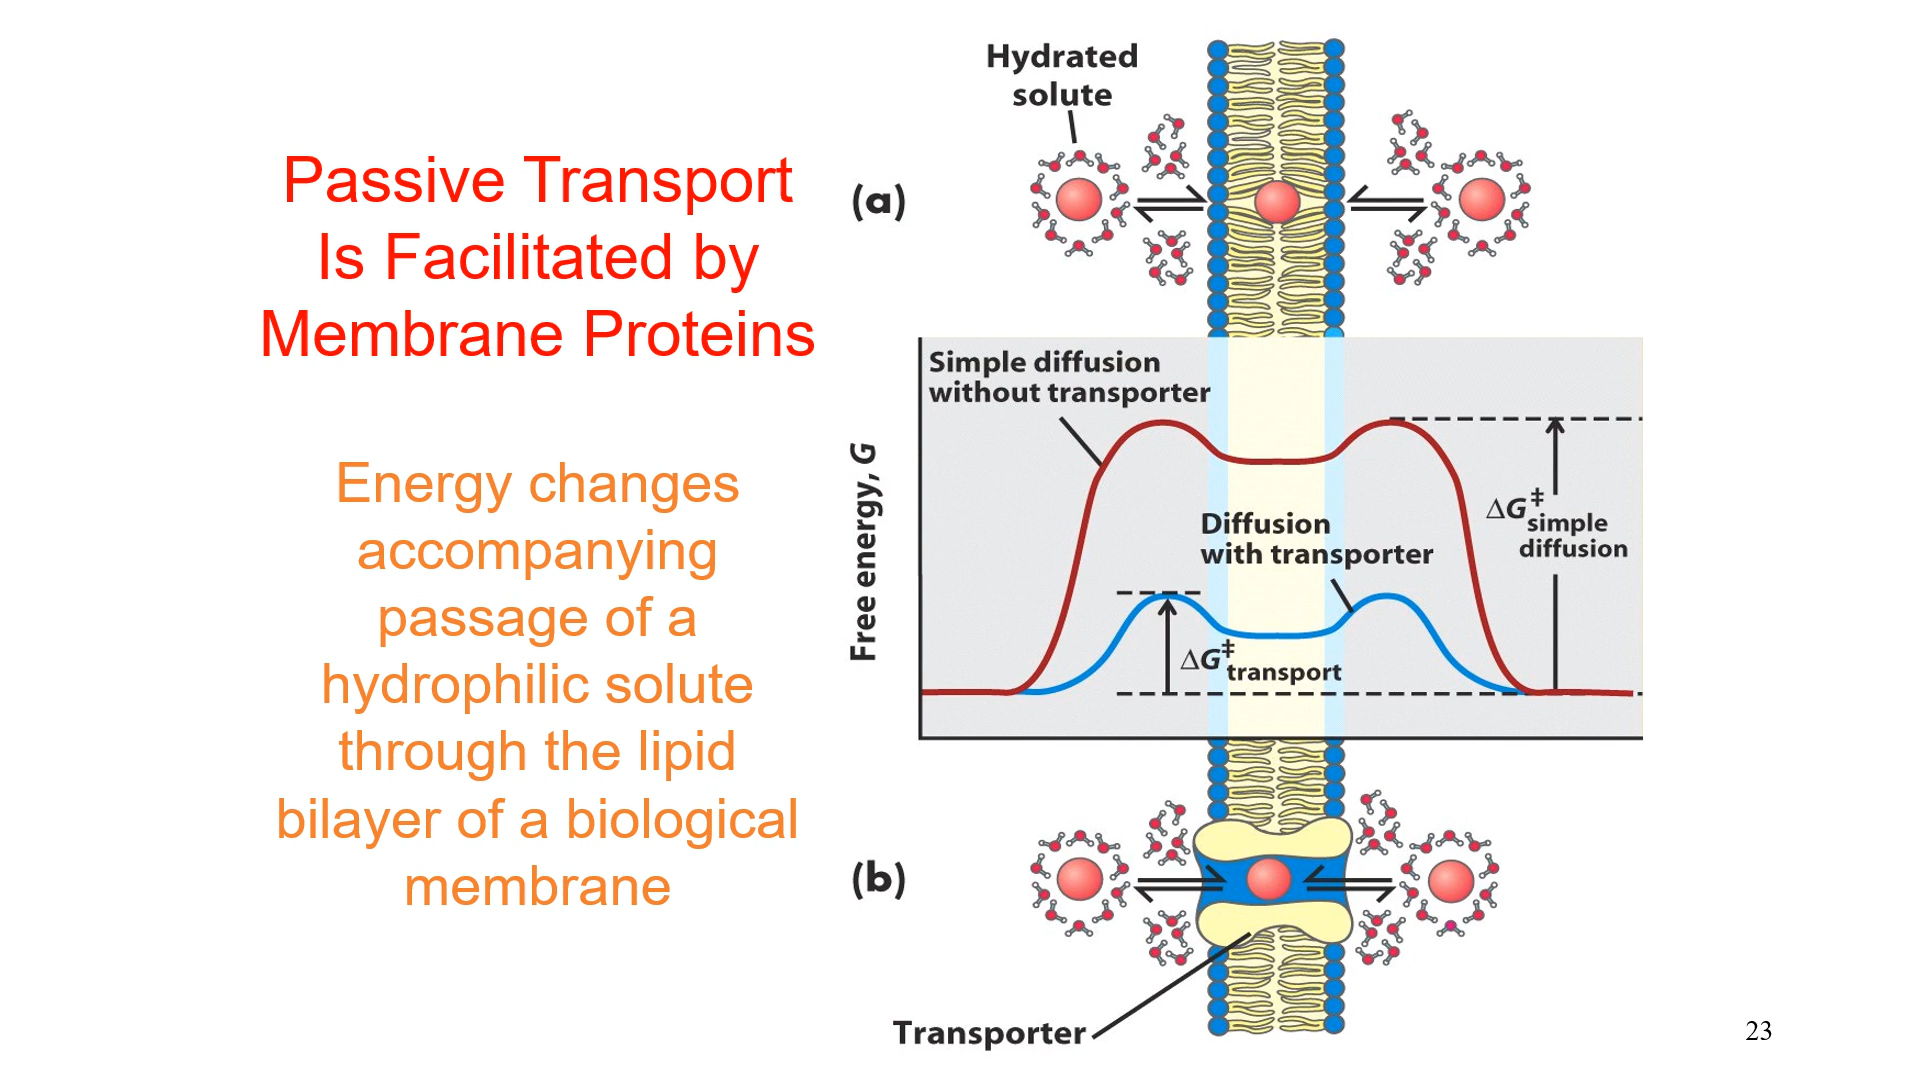 Passive Transport
Is Facilitated by
Membrane Proteins
Energy changes
accompanying
passage of a
hydrophilic solute
through the lipid
bilayer of a biological
membrane
Hydrated
solute
(a)
Simple diffusion
without transporter
Free energy, G
Diffusion
with transporter
ΔG‡simple
diffusion
ΔG‡transport
(b)
Transporter
23